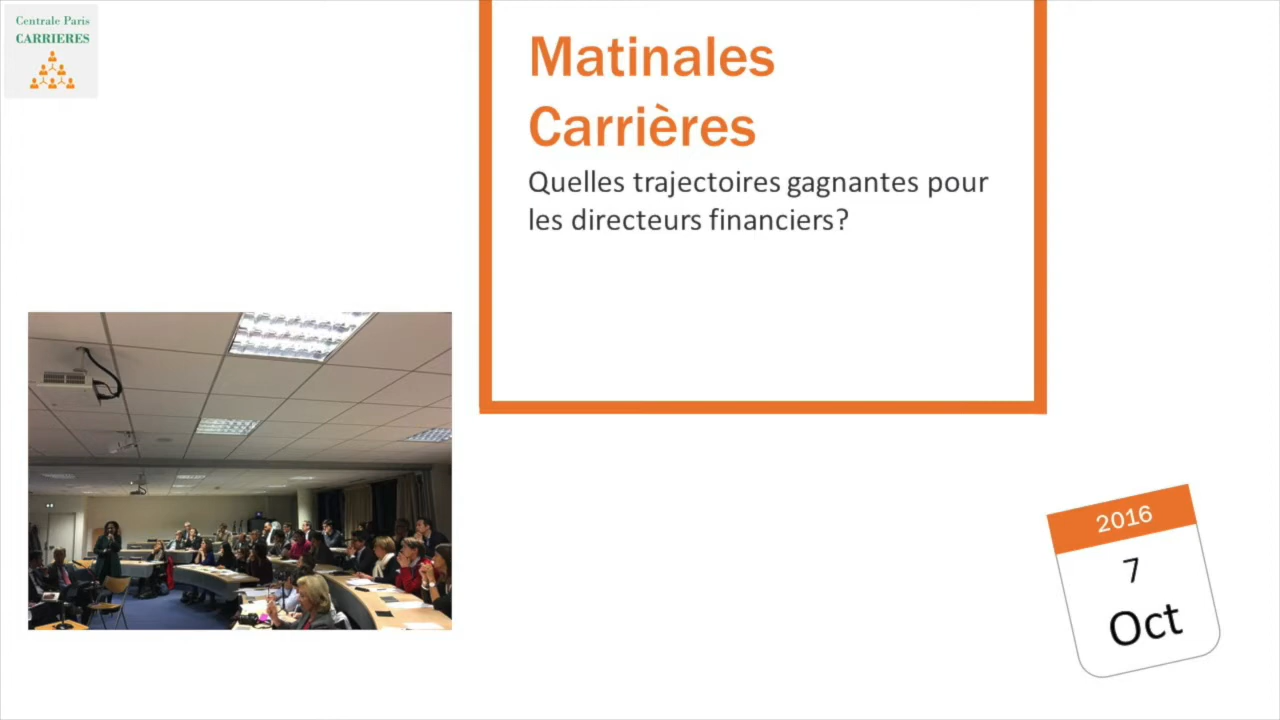 Centrale Paris
CARRIERES
Matinales
Carrières
Quelles trajectoires gagnantes pour
les directeurs financiers?
2016
7
Oct